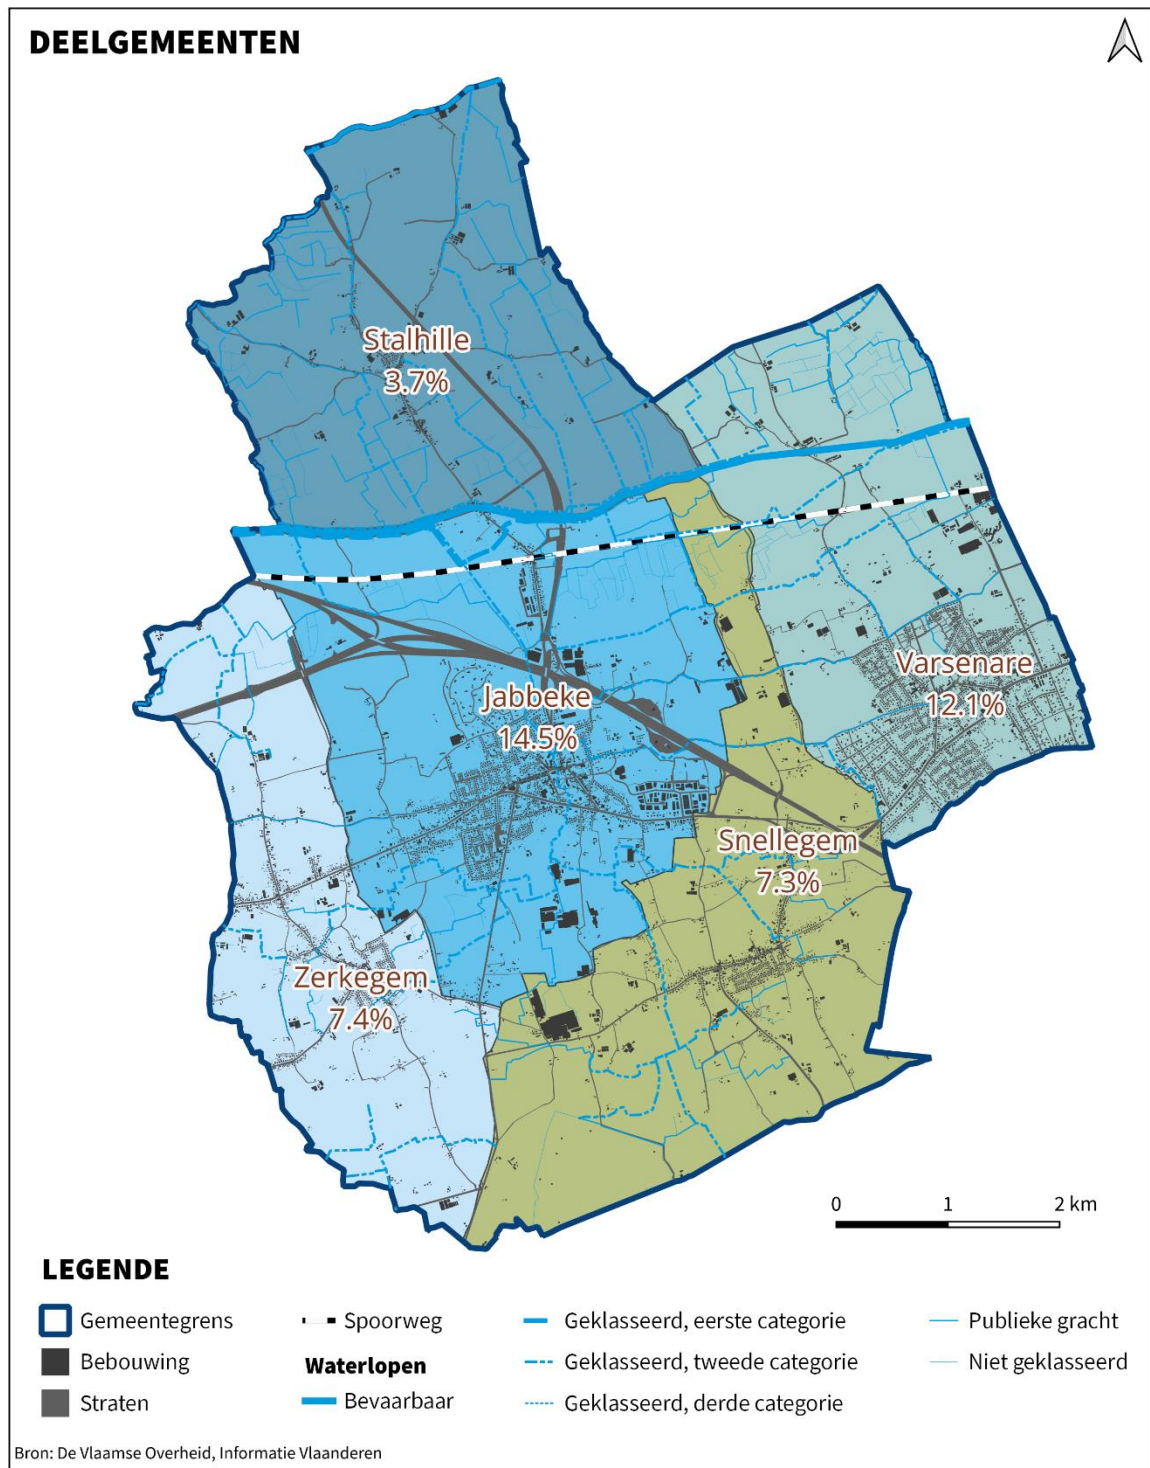 DEELGEMEENTEN
Stalhille
3.7%
Varsenare
12.1%
Jabbeke
14.5%
Snellegem
7.3%
Zerkegem
7.4%
0 1 2 km
LEGENDE
Gemeentegrens
Bebouwing
Straten
Spoorweg
Waterlopen
Bevaarbaar
Geklasseerd, eerste categorie
Geklasseerd, tweede categorie
Geklasseerd, derde categorie
Publieke gracht
Niet geklasseerd
Bron: De Vlaamse Overheid, Informatie Vlaanderen